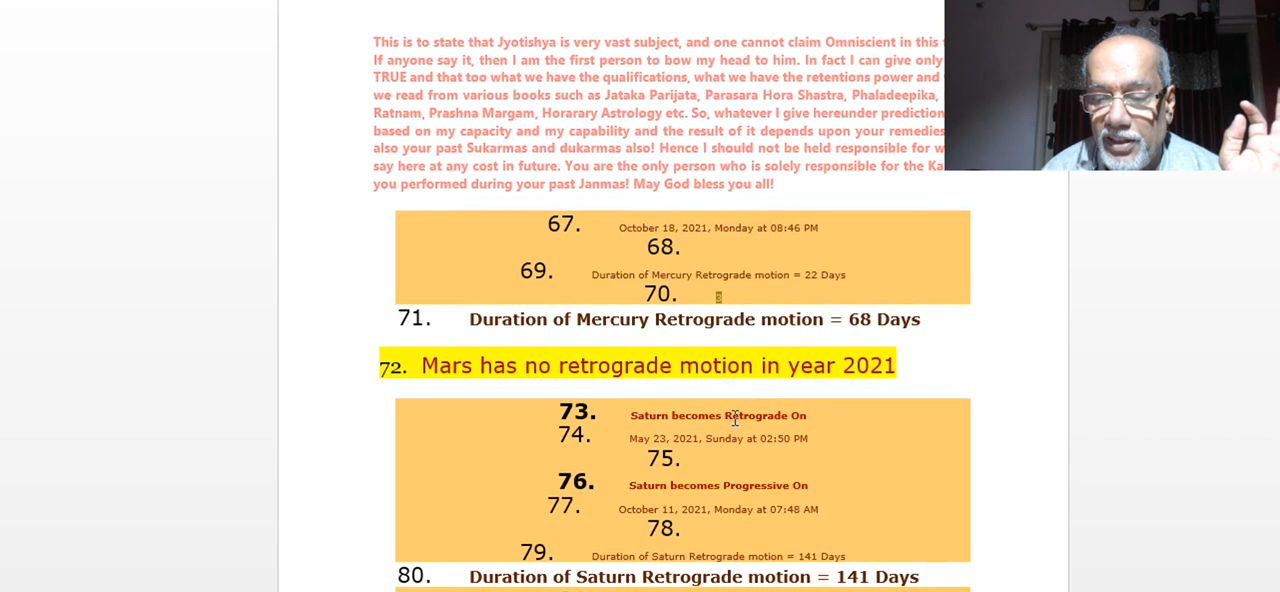 This is to state that Jyotishya is very vast subject, and one cannot claim Omniscient in this
If anyone say it, then I am the first person to bow my head to him. In fact I can give only
TRUE and that too what we have the qualifications, what we have the retentions power and
we read from various books such as Jataka Parijata, Parasara Hora Shastra, Phaladeepika,
Ratnam, Prashna Margam, Horarary Astrology etc. So, whatever I give hereunder prediction
based on my capacity and my capability and the result of it depends upon your remedies
also your past Sukarmas and dukarmas also! Hence I should not be held responsible for
say here at any cost in future. You are the only person who is solely responsible for the
you performed during your past Janmas! May God bless you all!
67. October 18, 2021, Monday at 08:46 PM
68.
69. Duration of Mercury Retrograde motion = 22 Days
70.
71. Duration of Mercury Retrograde motion = 68 Days
72. Mars has no retrograde motion in year 2021
73. Saturn becomes Retrograde On
74. May 23, 2021, Sunday at 02:50 PM
75.
76. Saturn becomes Progressive On
77. October 11, 2021, Monday at 07:48 AM
78.
79. Duration of Saturn Retrograde motion = 141 Days
80. Duration of Saturn Retrograde motion = 141 Days